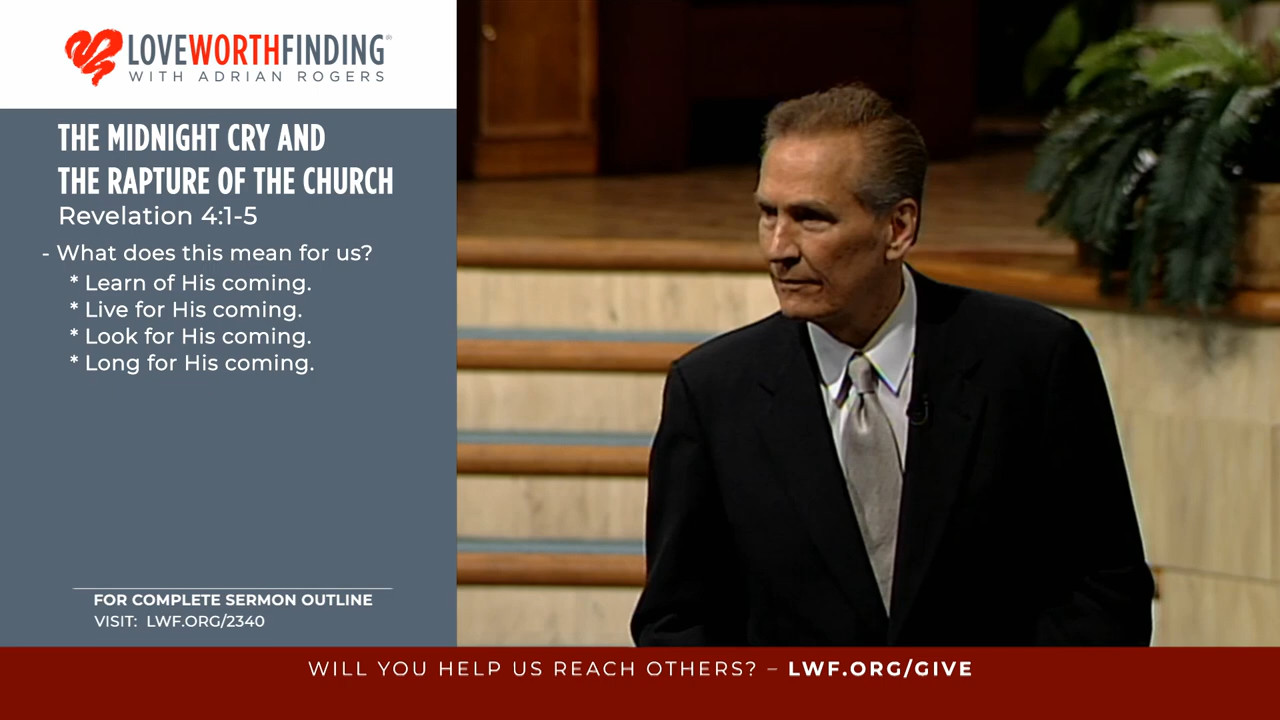 LOVEWORTHFINDING®
WITH ADRIAN ROGERS
THE MIDNIGHT CRY AND
THE RAPTURE OF THE CHURCH
Revelation 4:1-5
- What does this mean for us?
* Learn of His coming.
* Live for His coming.
* Look for His coming.
* Long for His coming.
FOR COMPLETE SERMON OUTLINE
VISIT: LWF.ORG/2340
WILL YOU HELP US REACH OTHERS? – LWF.ORG/GIVE